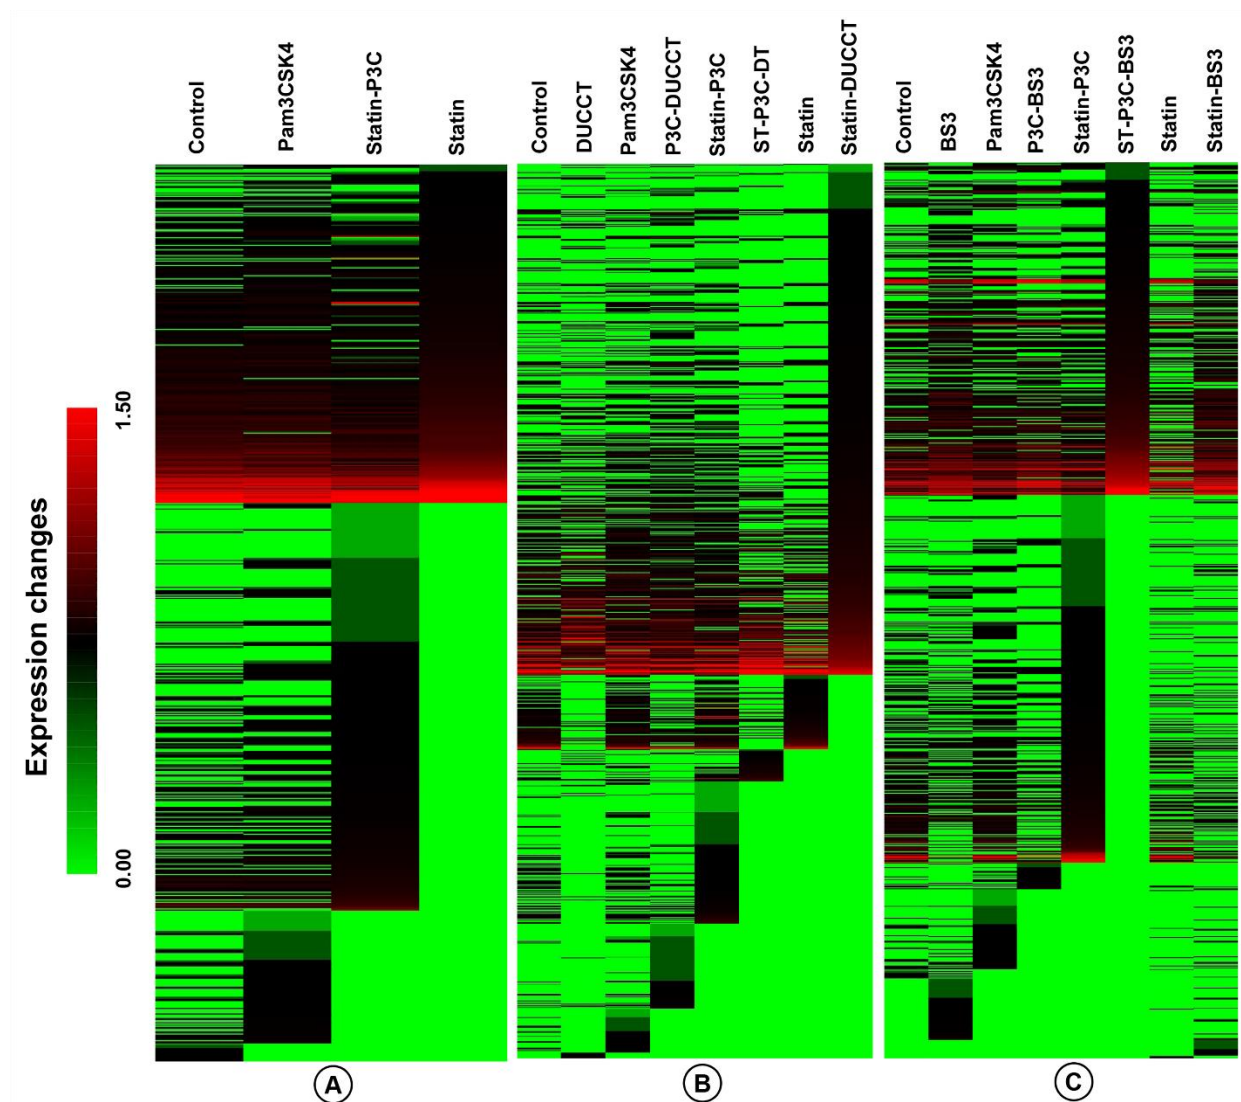 Control
Pam3CSK4
Statin-P3C
Statin
Control
DUCCT
Pam3CSK4
P3C-DUCCT
Statin-P3C
ST-P3C-DT
Statin
Statin-DUCCT
Control
BS3
Pam3CSK4
P3C-BS3
Statin-P3C
ST-P3C-BS3
Statin
Statin-BS3
Expression changes
1.50
0.00
A
B
C